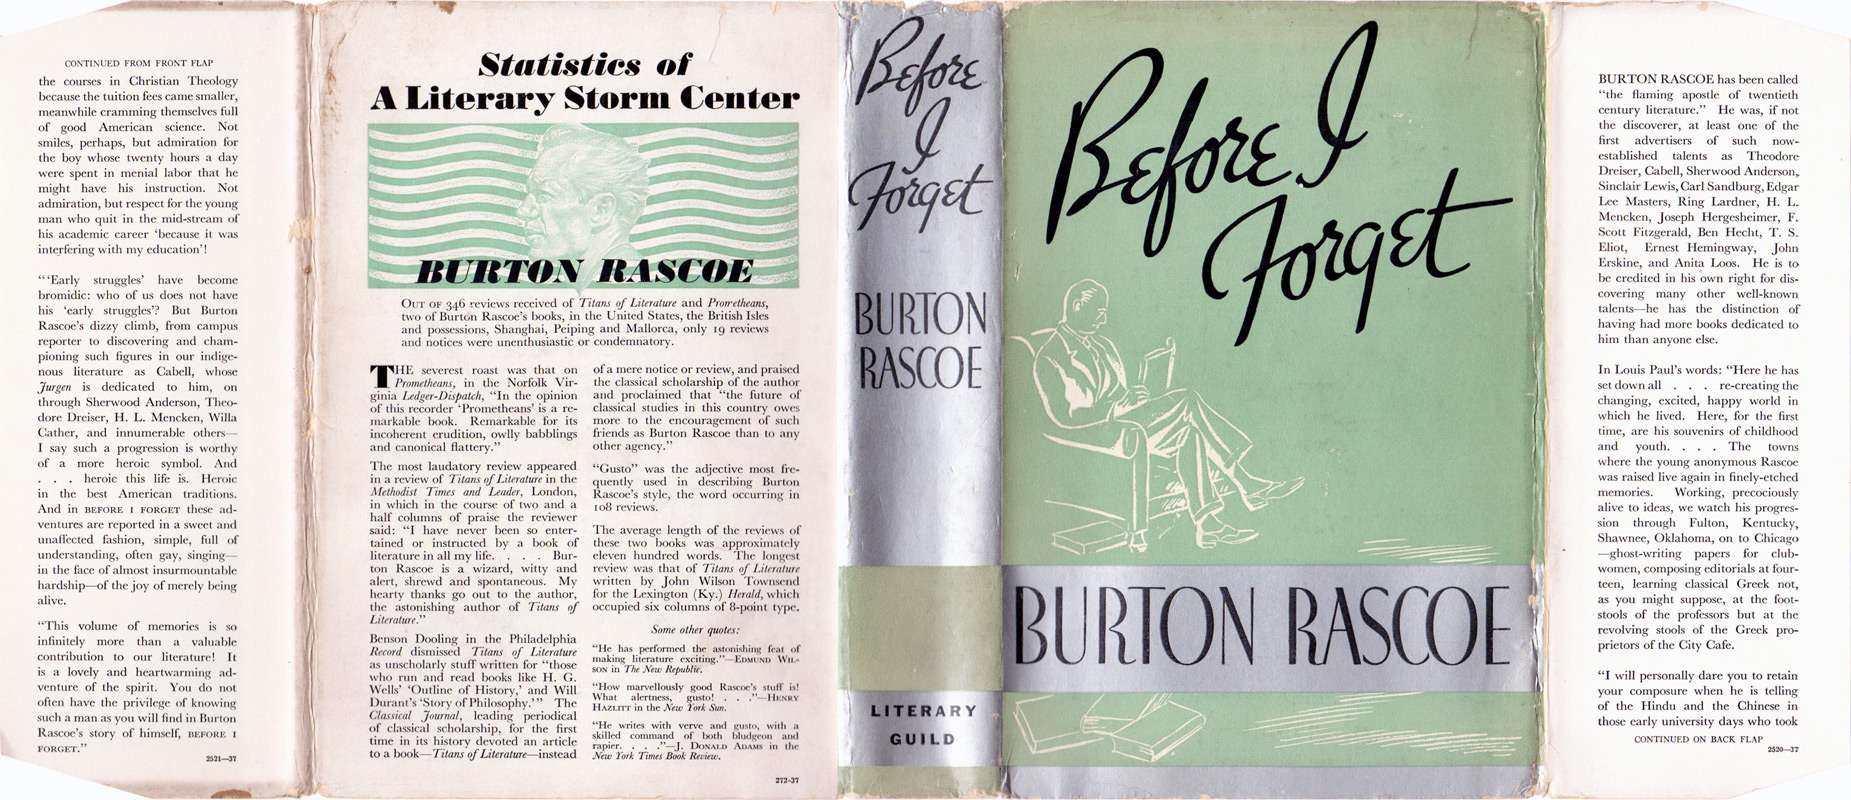 CONTINUED FROM FRONT FLAP
the courses in Christian Theology
because the tuition fees came smaller,
meanwhile cramming themselves full
of good American science. Not
smiles, perhaps, but admiration for
the boy whose twenty hours a day
were spent in menial labor that he
might have his instruction. Not
admiration, but respect for the young
man who quit in the mid-stream of
his academic career ‘because it was
interfering with my education’!
“‘Early struggles’ have become
bromidic: who of us does not have
his ‘early struggles’? But Burton
Rascoe’s dizzy climb, from campus
reporter to discovering and cham-
pioning such figures in our indige-
nous literature as Cabell, whose
Jurgen is dedicated to him, on
through Sherwood Anderson, Theo-
dore Dreiser, H. L. Mencken, Willa
Cather, and innumerable others—
I say such a progression is worthy
of a more heroic symbol. And
. . . heroic this life is. Heroic
in the best American traditions.
And in BEFORE I FORGET these ad-
ventures are reported in a sweet and
unaffected fashion, simple, full of
understanding, often gay, singing—
in the face of almost insurmountable
hardship—of the joy of merely being
alive.
“This volume of memories is so
infinitely more than a valuable
contribution to our literature! It
is a lovely and heartwarming ad-
venture of the spirit. You do not
often have the privilege of knowing
such a man as you will find in Burton
Rascoe’s story of himself, BEFORE I
FORGET.”
2521—37
Statistics of
A Literary Storm Center
BURTON RASCOE
OUT OF 346 reviews received of Titans of Literature and Prometheans,
two of Burton Rascoe’s books, in the United States, the British Isles
and possessions, Shanghai, Peiping and Mallorca, only 19 reviews
and notices were unenthusiastic or condemnatory.
THE severest roast was that on
Prometheans, in the Norfolk Vir-
ginia Ledger-Dispatch, “In the opinion
of this recorder ‘Prometheans’ is a re-
markable book. Remarkable for its
incoherent erudition, owlly babblings
and canonical flattery.”
The most laudatory review appeared
in a review of Titans of Literature in the
Methodist Times and Leader, London,
in which in the course of two and a
half columns of praise the reviewer
said: “I have never been so enter-
tained or instructed by a book of
literature in all my life. . . . Bur-
ton Rascoe is a wizard, witty and
alert, shrewd and spontaneous. My
hearty thanks go out to the author,
the astonishing author of Titans of
Literature.”
Benson Dooling in the Philadelphia
Record dismissed Titans of Literature
as unscholarly stuff written for “those
who run and read books like H. G.
Wells’ ‘Outline of History,’ and Will
Durant’s ‘Story of Philosophy.’” The
Classical Journal, leading periodical
of classical scholarship, for the first
time in its history devoted an article
to a book—Titans of Literature—instead
of a mere notice or review, and praised
the classical scholarship of the author
and proclaimed that “the future of
classical studies in this country owes
more to the encouragement of such
friends as Burton Rascoe than to any
other agency.”
“Gusto” was the adjective most fre-
quently used in describing Burton
Rascoe’s style, the word occurring in
108 reviews.
The average length of the reviews of
these two books was approximately
eleven hundred words. The longest
review was that of Titans of Literature
written by John Wilson Townsend
for the Lexington (Ky.) Herald, which
occupied six columns of 8-point type.
Some other quotes:
“He has performed the astonishing feat of
making literature exciting.”—EDMUND WIL-
SON in The New Republic.
“How marvellously good Rascoe’s stuff is!
What alertness, gusto! . . .”—HENRY
HAZLITT in the New York Sun.
“He writes with verve and gusto, with a
skilled command of both bludgeon and
rapier. . . .”—J. DONALD ADAMS in the
New York Times Book Review.
272-37
Before
I
Forget
BURTON
RASCOE
LITERARY
GUILD
Before I
Forget
BURTON RASCOE
BURTON RASCOE has been called
“the flaming apostle of twentieth
century literature.” He was, if not
the discoverer, at least one of the
first advertisers of such now-
established talents as Theodore
Dreiser, Cabell, Sherwood Anderson,
Sinclair Lewis, Carl Sandburg, Edgar
Lee Masters, Ring Lardner, H. L.
Mencken, Joseph Hergesheimer, F.
Scott Fitzgerald, Ben Hecht, T. S.
Eliot, Ernest Hemingway, John
Erskine, and Anita Loos. He is to
be credited in his own right for dis-
covering many other well-known
talents—he has the distinction of
having had more books dedicated to
him than anyone else.
In Louis Paul’s words: “Here he has
set down all . . . re-creating the
changing, excited, happy world in
which he lived. Here, for the first
time, are his souvenirs of childhood
and youth. . . . The towns
where the young anonymous Rascoe
was raised live again in finely-etched
memories. Working, precociously
alive to ideas, we watch his progres-
sion through Fulton, Kentucky,
Shawnee, Oklahoma, on to Chicago
—ghost-writing papers for club-
women, composing editorials at four-
teen, learning classical Greek not,
as you might suppose, at the foot-
stools of the professors but at the
revolving stools of the Greek pro-
prietors of the City Cafe.
“I will personally dare you to retain
your composure when he is telling
of the Hindu and the Chinese in
those early university days who took
CONTINUED ON BACK FLAP
2520—37